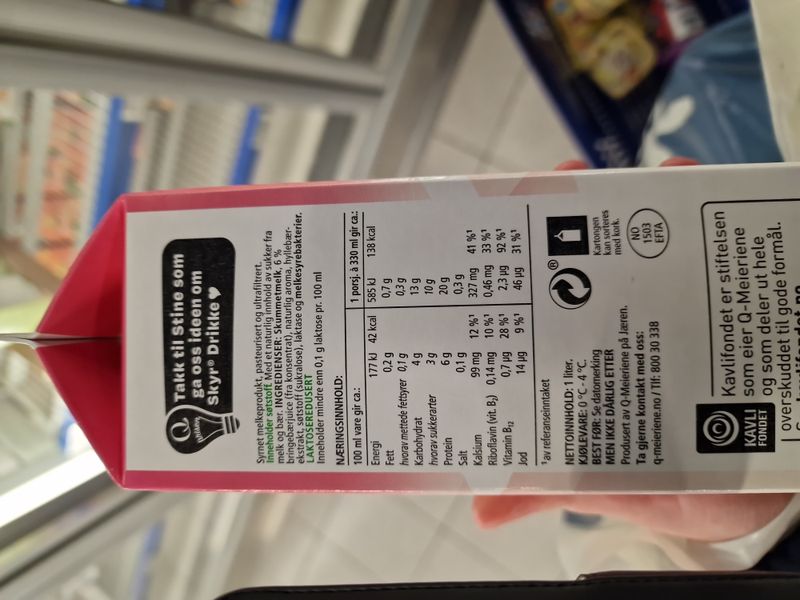 Takk til Stine som
ga oss ideen om
Skyr® Drikke
Syrnet melkeprodukt, pasteurisert og ultrafiltrert.
Inneholder søtstoff. Med et naturlig innhold av sukker fra
melk og bær. INGREDIENSER: Skummetmelk, 6 %
bringebærjuice (fra konsentrat), naturlig aroma, hyllebær-
ekstrakt, søtstoff (sukralose), laktase og melkesyrebakterier.
LAKTOSEREDUSERT
Inneholder mindre enn 0,1 g laktose pr. 100 ml
NÆRINGSINNHOLD:
100 ml vare gir ca.: 1 porsj. à 330 ml gir ca.:
Energi 177 kJ 42 kcal 585 kJ 138 kcal
Fett 0,2 g 0,7 g
hvorav mettede fettsyrer 0,1 g 0,3 g
Karbohydrat 4 g 13 g
hvorav sukkerarter 3 g 10 g
Protein 6 g 20 g
Salt 0,1 g 0,3 g
Kalsium 99 mg 12 %¹ 327 mg 41 %¹
Riboflavin (vit. B₂) 0,14 mg 10 %¹ 0,46 mg 33 %¹
Vitamin B₁₂ 0,7 µg 28 %¹ 2,3 µg 92 %¹
Jod 14 µg 9 %¹ 46 µg 31 %¹
¹av referanseinntaket
NETTOINNHOLD: 1 liter.
KJØLEVARE: 0 °C - 4 °C.
BEST FØR: Se datomerking
MEN IKKE DÅRLIG ETTER
Produsert av Q-Meieriene på Jæren.
Ta gjerne kontakt med oss:
q-meieriene.no / Tlf: 800 30 338
®
Kartongen
kan sorteres
med kork.
NO
1503
EFTA
KAVLI
FONDET
Kavlifondet er stiftelsen
som eier Q-Meieriene
og som deler ut hele
overskuddet til gode formål.